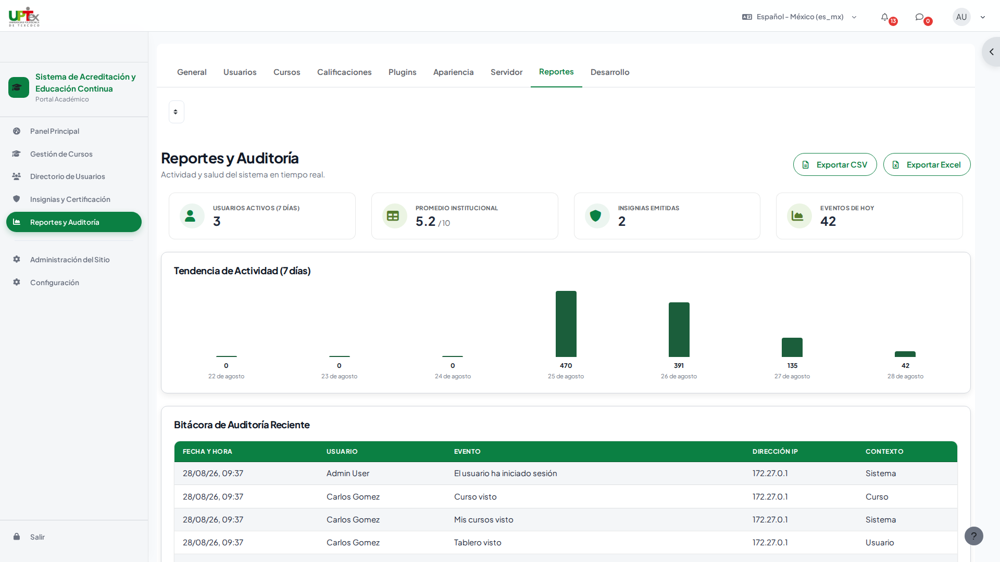 UPTex
UNIVERSIDAD POLITÉCNICA
DE TEXCOCO
Español - México (es_mx)
13
0
AU
Sistema de Acreditación y
Educación Continua
Portal Académico
Panel Principal
Gestión de Cursos
Directorio de Usuarios
Insignias y Certificación
Reportes y Auditoría
Administración del Sitio
Configuración
Salir
General
Usuarios
Cursos
Calificaciones
Plugins
Apariencia
Servidor
Reportes
Desarrollo
Reportes y Auditoría
Actividad y salud del sistema en tiempo real.
Exportar CSV
Exportar Excel
USUARIOS ACTIVOS (7 DÍAS)
3
PROMEDIO INSTITUCIONAL
5.2 / 10
INSIGNIAS EMITIDAS
2
EVENTOS DE HOY
42
Tendencia de Actividad (7 días)
0
22 de agosto
0
23 de agosto
0
24 de agosto
470
25 de agosto
391
26 de agosto
135
27 de agosto
42
28 de agosto
Bitácora de Auditoría Reciente
FECHA Y HORA USUARIO EVENTO DIRECCIÓN IP CONTEXTO
28/08/26, 09:37 Admin User El usuario ha iniciado sesión 172.27.0.1 Sistema
28/08/26, 09:37 Carlos Gomez Curso visto 172.27.0.1 Curso
28/08/26, 09:37 Carlos Gomez Mis cursos visto 172.27.0.1 Sistema
28/08/26, 09:37 Carlos Gomez Tablero visto 172.27.0.1 Usuario
?